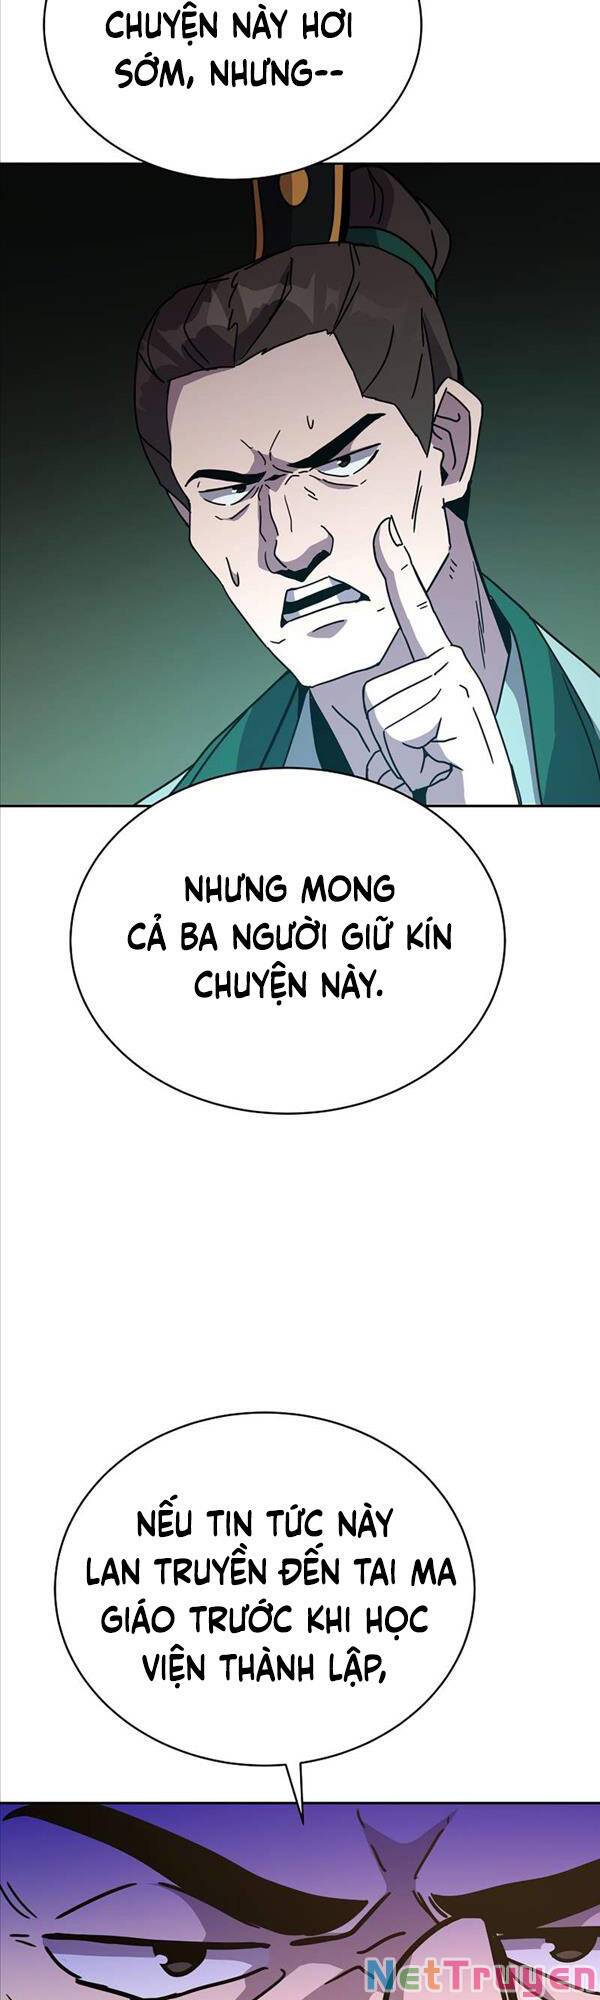 CHUYỆN NÀY HƠI
SỚM, NHƯNG--
NHƯNG MONG
CẢ BA NGƯỜI GIỮ KÍN
CHUYỆN NÀY.
NẾU TIN TỨC NÀY
LAN TRUYỀN ĐẾN TAI MA
GIÁO TRƯỚC KHI HỌC
VIỆN THÀNH LẬP,
NetTruyen